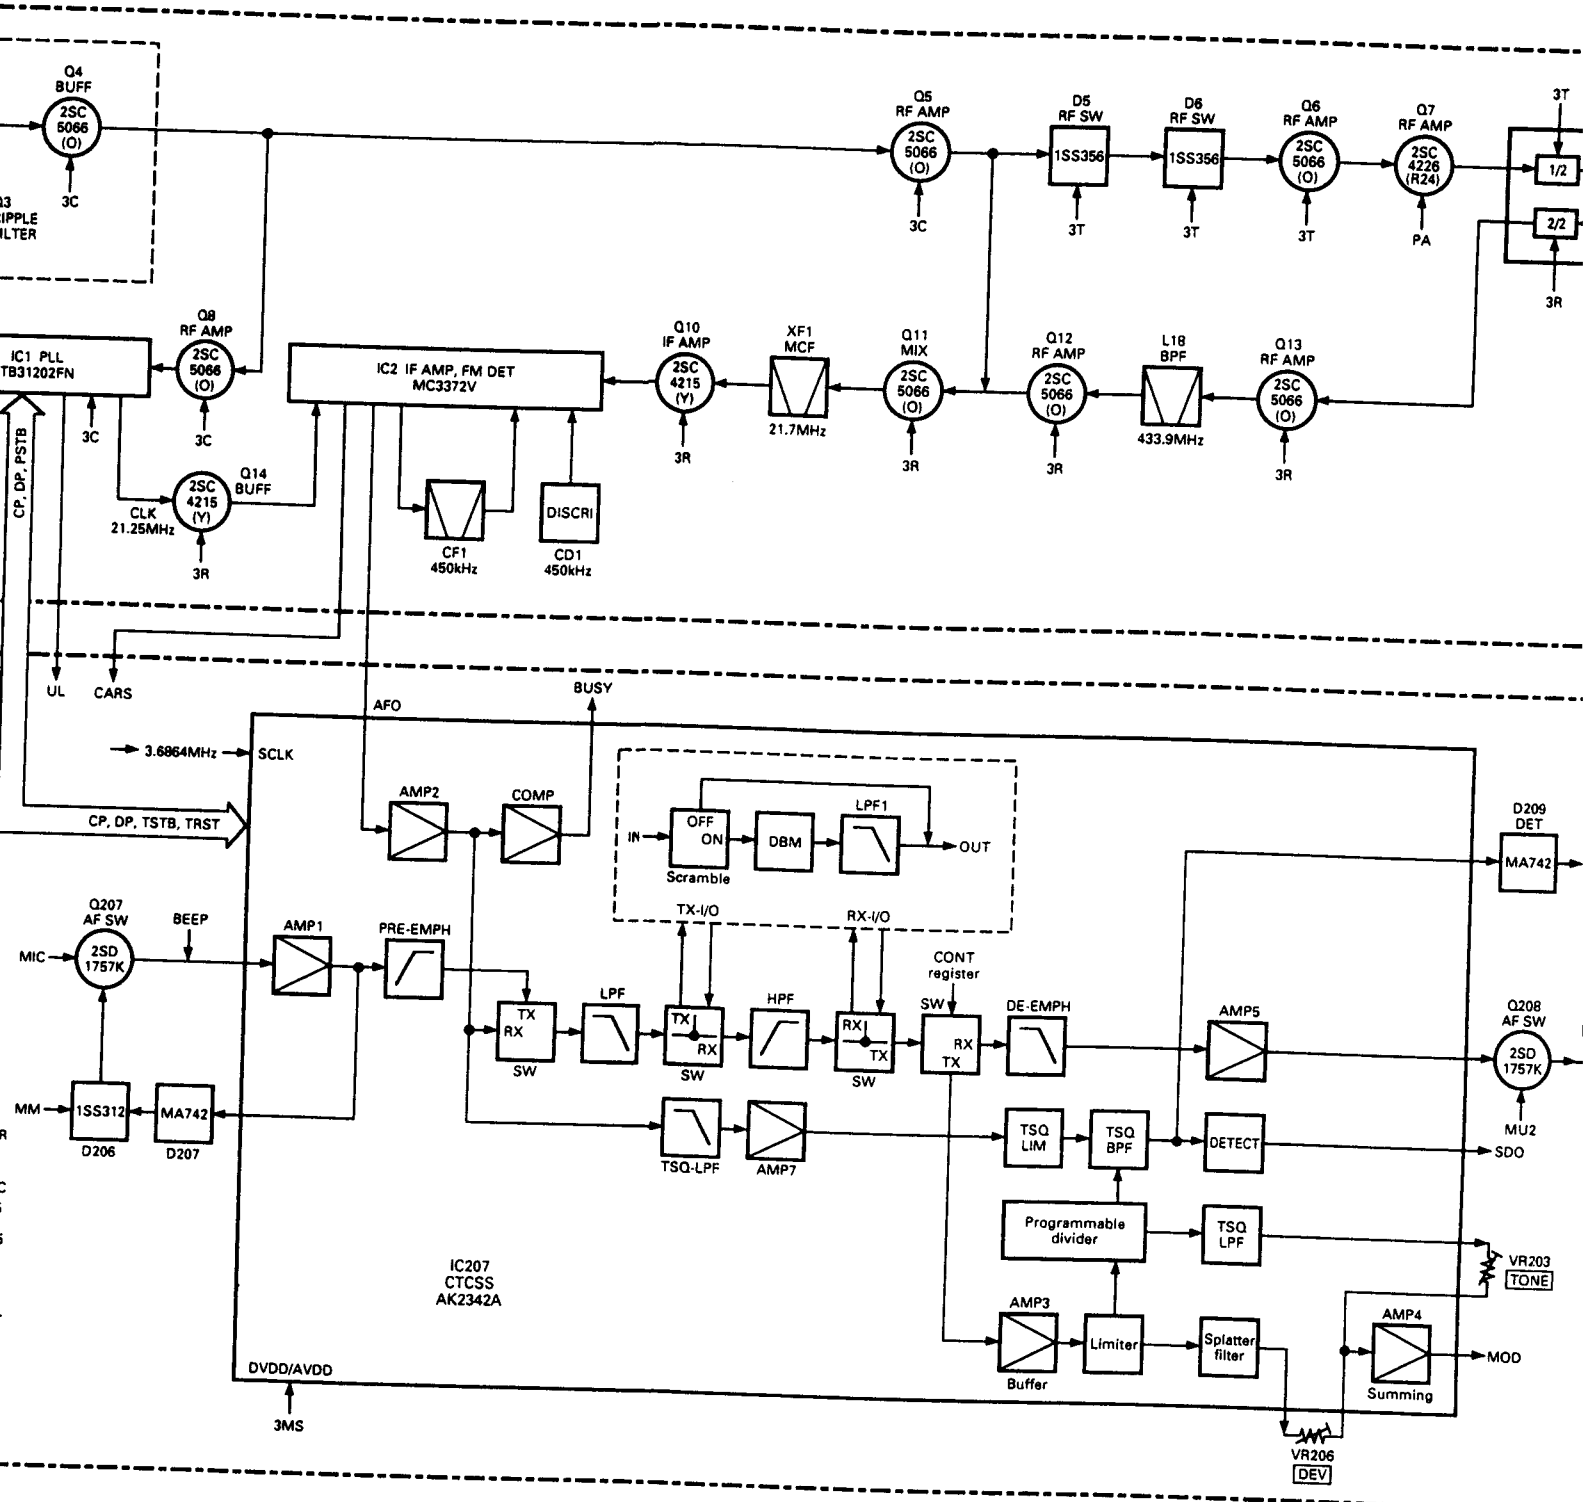 Q4
BUFF
2SC
5066
(O)
3C
Q3
RIPPLE
FILTER
Q5
RF AMP
2SC
5066
(O)
3C
D5
RF SW
1SS356
3T
D6
RF SW
1SS356
3T
Q6
RF AMP
2SC
5066
(O)
3T
Q7
RF AMP
2SC
4226
(R24)
PA
3T
1/2
2/2
3R
IC1 PLL
TB31202FN
3C
Q8
RF AMP
2SC
5066
(O)
3C
IC2 IF AMP, FM DET
MC3372V
Q10
IF AMP
2SC
4215
(Y)
3R
XF1
MCF
21.7MHz
Q11
MIX
2SC
5066
(O)
3R
Q12
RF AMP
2SC
5066
(O)
3R
L18
BPF
433.9MHz
Q13
RF AMP
2SC
5066
(O)
3R
CP, DP, PSTB
CLK
21.25MHz
2SC
4215
(Y)
Q14
BUFF
3R
CF1
450kHz
DISCRI
CD1
450kHz
UL
CARS
AFO
BUSY
3.6864MHz
SCLK
CP, DP, TSTB, TRST
AMP2
COMP
IN
OFF
ON
Scramble
DBM
LPF1
OUT
TX-I/O
RX-I/O
D209
DET
MA742
Q207
AF SW
MIC
2SD
1757K
BEEP
AMP1
PRE-EMPH
TX
RX
SW
LPF
TX
RX
SW
HPF
RX
TX
SW
CONT
register
SW
RX
TX
DE-EMPH
AMP5
Q208
AF SW
2SD
1757K
MU2
MM
1SS312
D206
MA742
D207
TSQ-LPF
AMP7
TSQ
LIM
TSQ
BPF
DETECT
SDO
Programmable
divider
TSQ
LPF
VR203
TONE
IC207
CTCSS
AK2342A
AMP3
Buffer
Limiter
Splatter
filter
AMP4
Summing
MOD
DVDD/AVDD
3MS
VR206
DEV